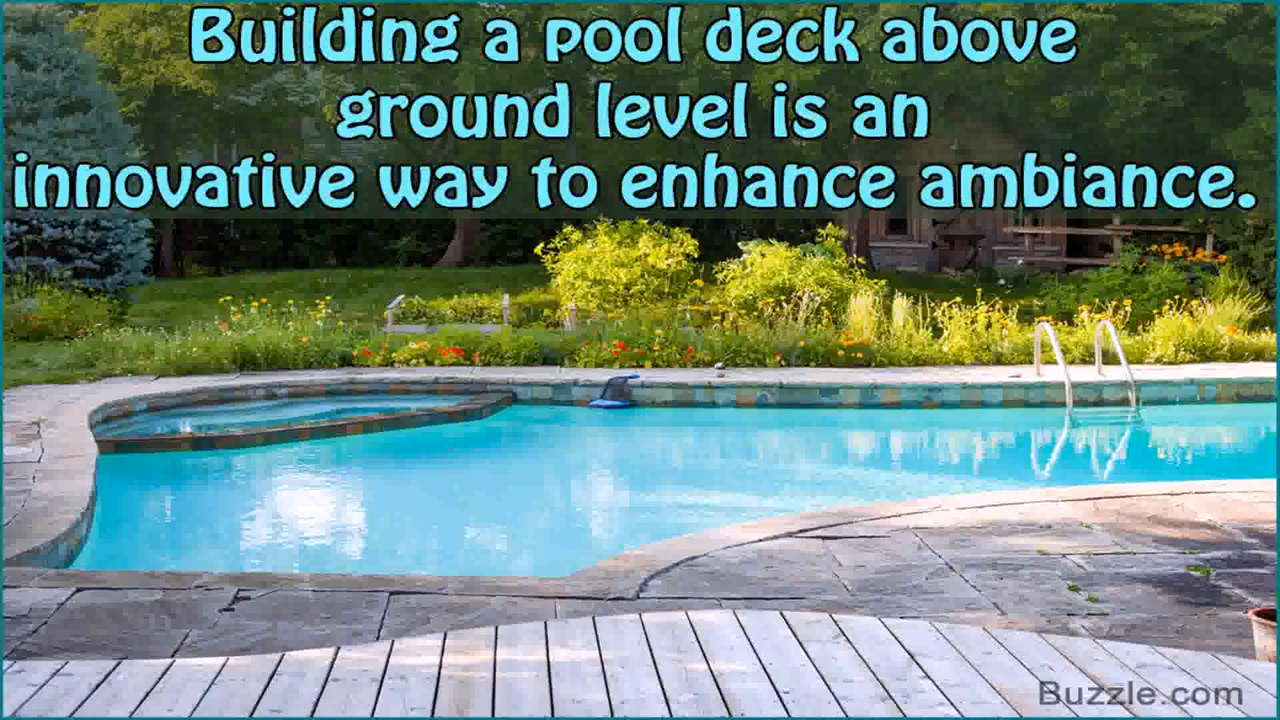 Building a pool deck above
ground level is an
innovative way to enhance ambiance.
Buzzle.com